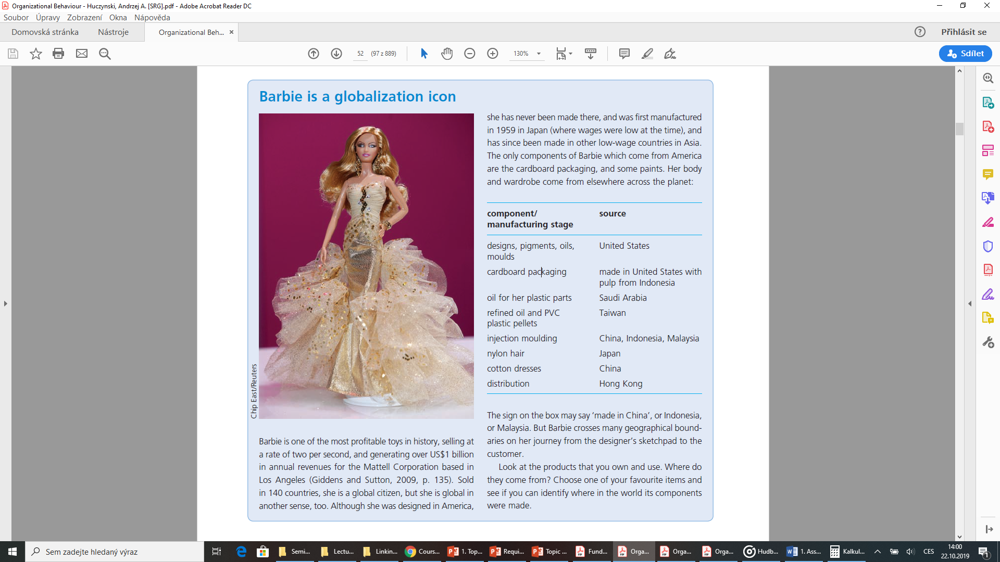 Organizational Behaviour - Huczynski, Andrzej A. [SRG].pdf - Adobe Acrobat Reader DC
Soubor Úpravy Zobrazení Okna Nápověda
Domovská stránka Nástroje Organizational Beh... × Přihlásit se
52 (97 z 889) 130% Sdílet
Barbie is a globalization icon
Chip East/Reuters
Barbie is one of the most profitable toys in history, selling at
a rate of two per second, and generating over US$1 billion
in annual revenues for the Mattell Corporation based in
Los Angeles (Giddens and Sutton, 2009, p. 135). Sold
in 140 countries, she is a global citizen, but she is global in
another sense, too. Although she was designed in America,
she has never been made there, and was first manufactured
in 1959 in Japan (where wages were low at the time), and
has since been made in other low-wage countries in Asia.
The only components of Barbie which come from America
are the cardboard packaging, and some paints. Her body
and wardrobe come from elsewhere across the planet:
component/ source
manufacturing stage
designs, pigments, oils, United States
moulds
cardboard packaging made in United States with
pulp from Indonesia
oil for her plastic parts Saudi Arabia
refined oil and PVC Taiwan
plastic pellets
injection moulding China, Indonesia, Malaysia
nylon hair Japan
cotton dresses China
distribution Hong Kong
The sign on the box may say ‘made in China’, or Indonesia,
or Malaysia. But Barbie crosses many geographical bound-
aries on her journey from the designer’s sketchpad to the
customer.
Look at the products that you own and use. Where do
they come from? Choose one of your favourite items and
see if you can identify where in the world its components
were made.
Sem zadejte hledaný výraz Semi... Lectu... Linkin... Cours... 1. Top... Requi... Topic ... Fund... Orga... Orga... Orga... Hudb... 1. Ass... Kalkul... CES 14:00
22.10.2019 1